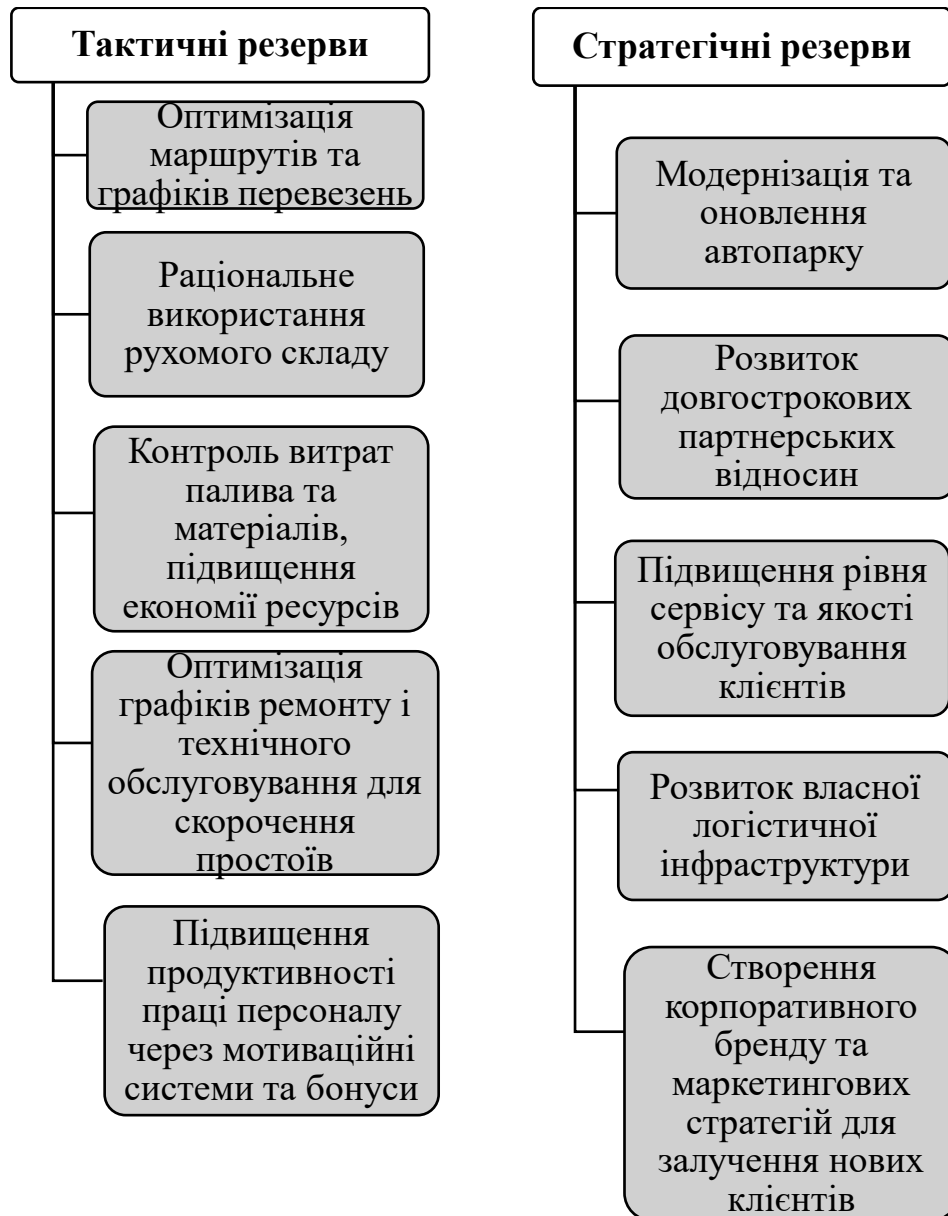 Тактичні резерви
Оптимізація
маршрутів та
графіків перевезень
Раціональне
використання
рухомого складу
Контроль витрат
палива та
матеріалів,
підвищення
економії ресурсів
Оптимізація
графіків ремонту і
технічного
обслуговування для
скорочення
простоїв
Підвищення
продуктивності
праці персоналу
через мотиваційні
системи та бонуси
Стратегічні резерви
Модернізація та
оновлення
автопарку
Розвиток
довгострокових
партнерських
відносин
Підвищення рівня
сервісу та якості
обслуговування
клієнтів
Розвиток власної
логістичної
інфраструктури
Створення
корпоративного
бренду та
маркетингових
стратегій для
залучення нових
клієнтів